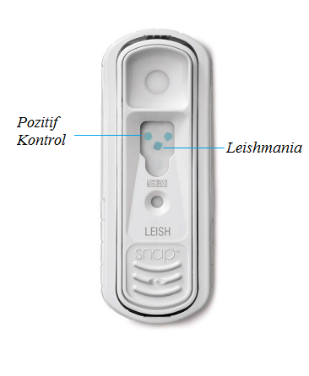 Pozitif
Kontrol
Leishmania
LEISH
snap